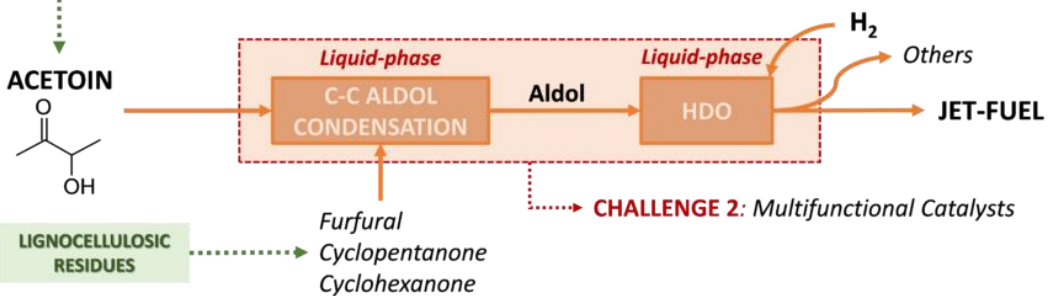 H₂
Liquid-phase
Liquid-phase
Others
ACETOIN
C-C ALDOL
CONDENSATION
Aldol
HDO
JET-FUEL
O
OH
CHALLENGE 2: Multifunctional Catalysts
Furfural
LIGNOCELLULOSIC
RESIDUES
Cyclopentanone
Cyclohexanone